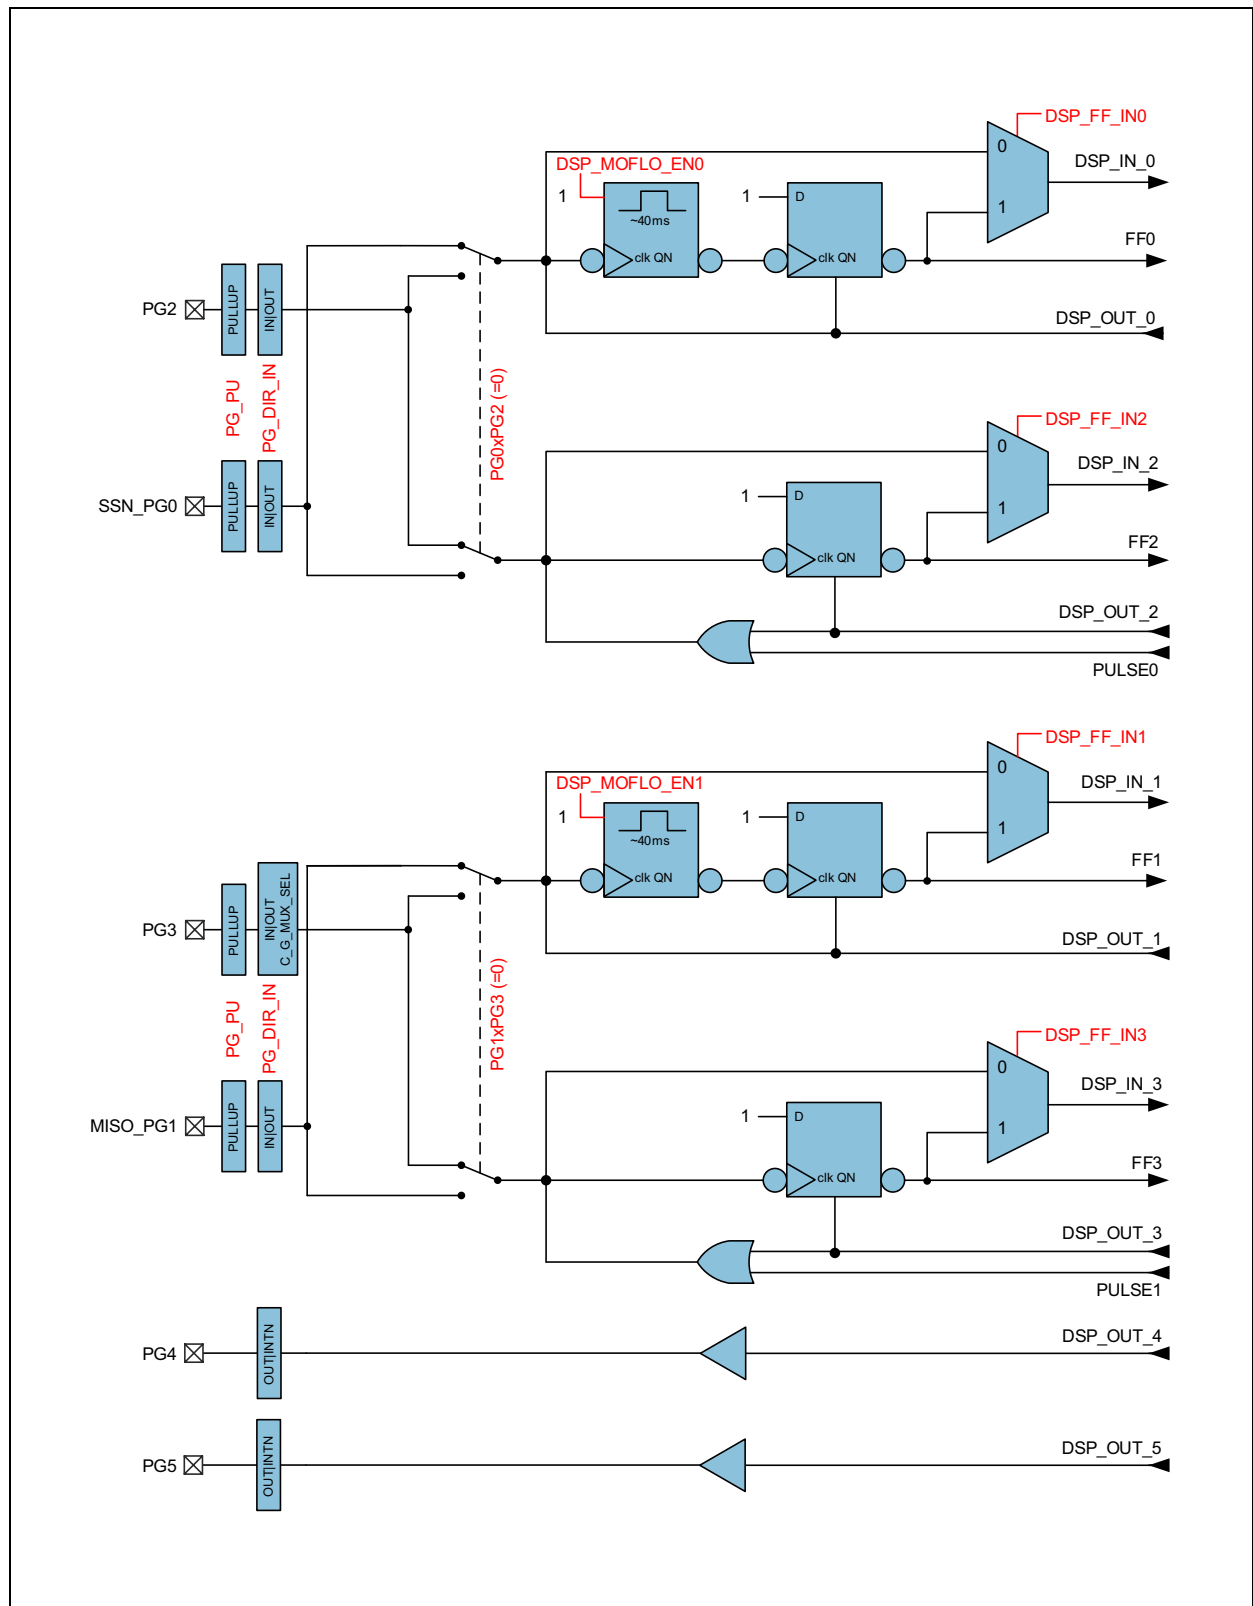 DSP_FF_IN0
0
DSP_IN_0
DSP_MOFLO_EN0
1
~40ms
clk QN
1
D
clk QN
1
FF0
DSP_OUT_0
PG2
PULLUP
IN|OUT
PG_PU
PG_DIR_IN
PG0xPG2 (=0)
SSN_PG0
PULLUP
IN|OUT
DSP_FF_IN2
0
DSP_IN_2
1
D
clk QN
1
FF2
DSP_OUT_2
PULSE0
DSP_FF_IN1
0
DSP_IN_1
DSP_MOFLO_EN1
1
~40ms
clk QN
1
D
clk QN
1
FF1
DSP_OUT_1
PG3
PULLUP
IN|OUT
C_G_MUX_SEL
PG_PU
PG_DIR_IN
PG1xPG3 (=0)
MISO_PG1
PULLUP
IN|OUT
DSP_FF_IN3
0
DSP_IN_3
1
D
clk QN
1
FF3
DSP_OUT_3
PULSE1
PG4
OUT|INTN
DSP_OUT_4
PG5
OUT|INTN
DSP_OUT_5